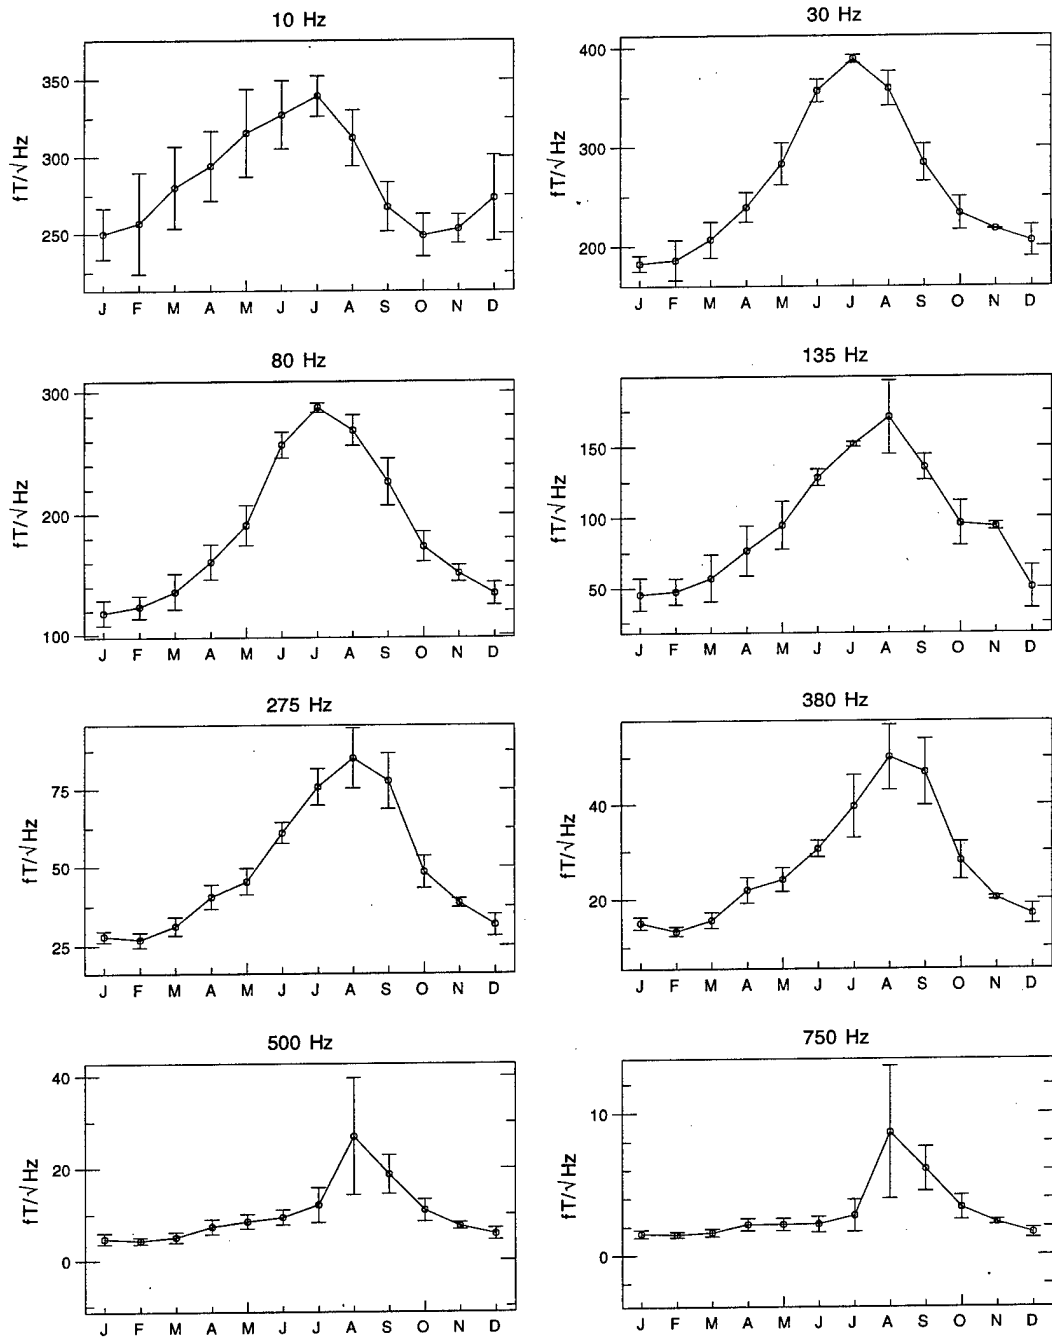 10 Hz
350
300
250
fT/√Hz
J F M A M J J A S O N D
30 Hz
400
300
200
fT/√Hz
J F M A M J J A S O N D
80 Hz
300
200
100
fT/√Hz
J F M A M J J A S O N D
135 Hz
150
100
50
fT/√Hz
J F M A M J J A S O N D
275 Hz
75
50
25
fT/√Hz
J F M A M J J A S O N D
380 Hz
40
20
fT/√Hz
J F M A M J J A S O N D
500 Hz
40
20
0
fT/√Hz
J F M A M J J A S O N D
750 Hz
10
0
fT/√Hz
J F M A M J J A S O N D